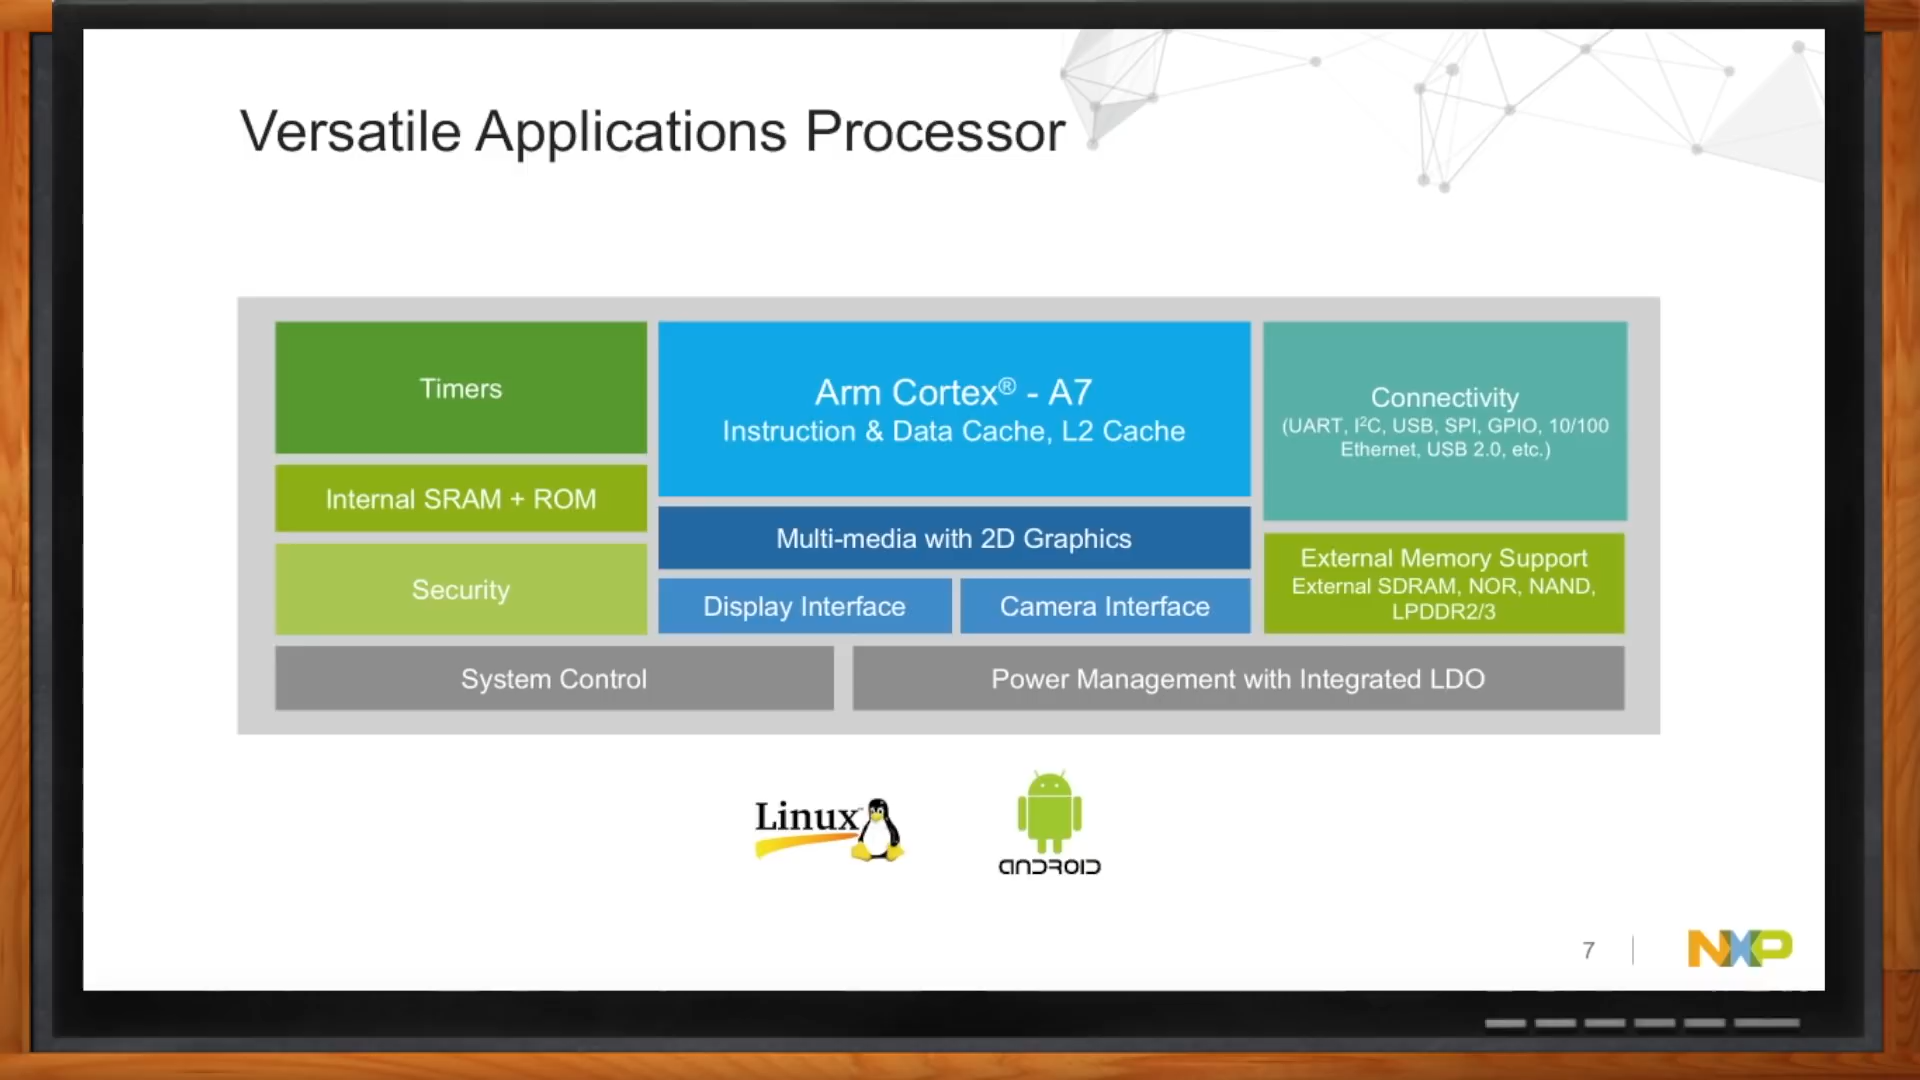 Versatile Applications Processor
Timers
Internal SRAM + ROM
Security
Arm Cortex® - A7
Instruction & Data Cache, L2 Cache
Multi-media with 2D Graphics
Display Interface
Camera Interface
Connectivity
(UART, I²C, USB, SPI, GPIO, 10/100
Ethernet, USB 2.0, etc.)
External Memory Support
External SDRAM, NOR, NAND,
LPDDR2/3
System Control
Power Management with Integrated LDO
Linux™
ANDROID
7
NXP